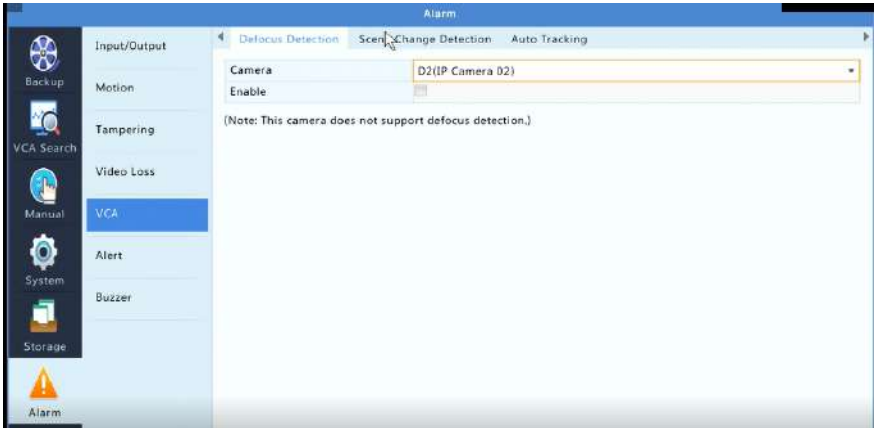 Alarm
Backup
VCA Search
Manual
System
Storage
Alarm
Input/Output
Motion
Tampering
Video Loss
VCA
Alert
Buzzer
Defocus Detection Scene Change Detection Auto Tracking
Camera D2(IP Camera 02)
Enable
(Note: This camera does not support defocus detection.)